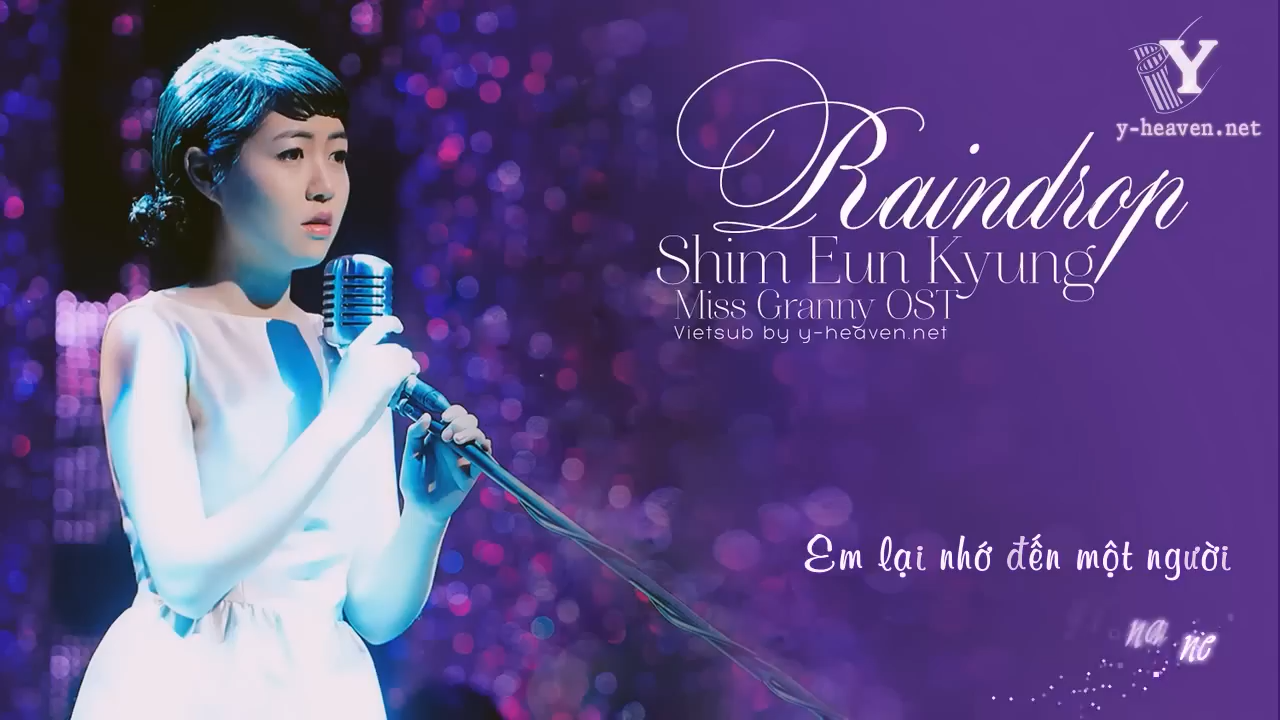 Y
y-heaven.net
Raindrop
Shim Eun Kyung
Miss Granny OST
Vietsub by y-heaven.net
Em lại nhớ đến một người
na ne